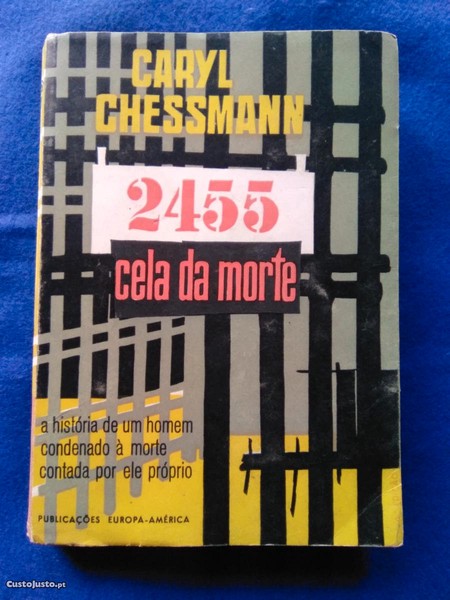 CARYL
CHESSMANN
2455
cela da morte
a história de um homem
condenado à morte
contada por ele próprio
PUBLICAÇÕES EUROPA-AMÉRICA
CustoJusto.pt